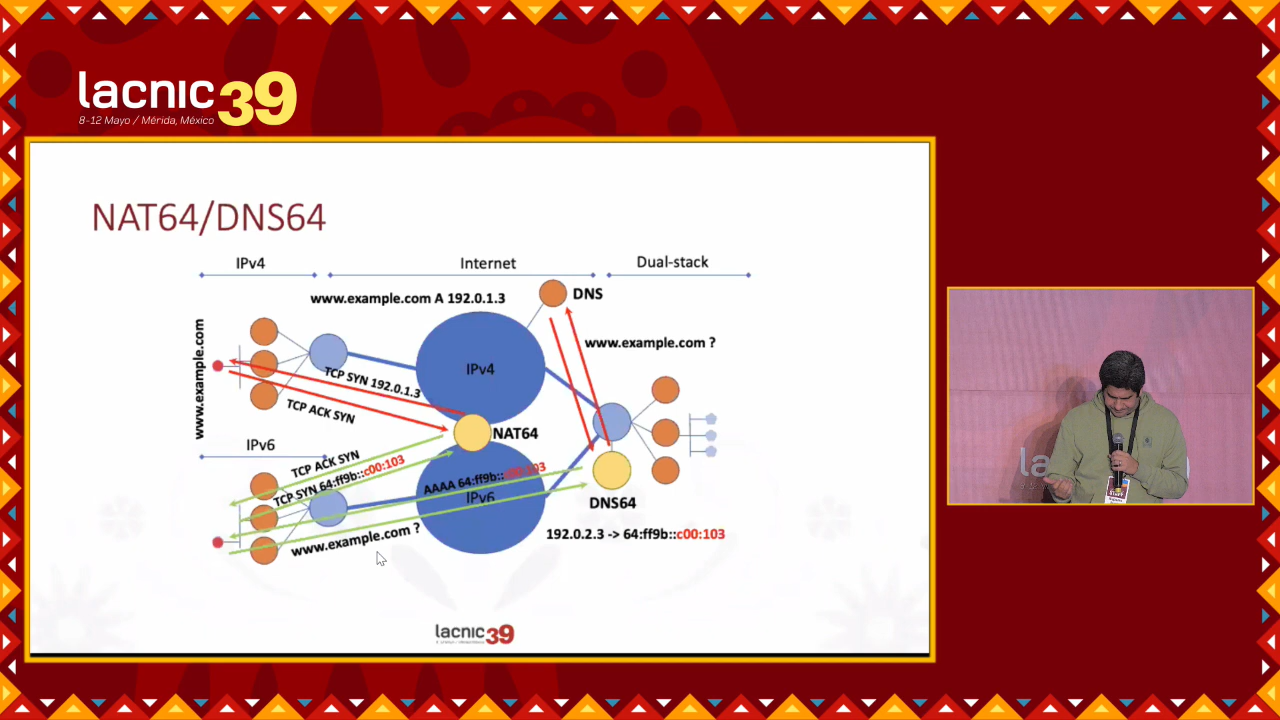 lacnic39
8-12 Mayo / Mérida, México
NAT64/DNS64
IPv4
Internet
Dual-stack
www.example.com A 192.0.1.3
DNS
www.example.com ?
www.example.com
IPv4
TCP SYN 192.0.1.3
TCP ACK SYN
NAT64
IPv6
TCP ACK SYN
TCP SYN 64:ff9b::c00:103
AAAA 64:ff9b::c00:103
IPv6
DNS64
www.example.com ?
192.0.2.3 -> 64:ff9b::c00:103
lacnic39
la
STAFF